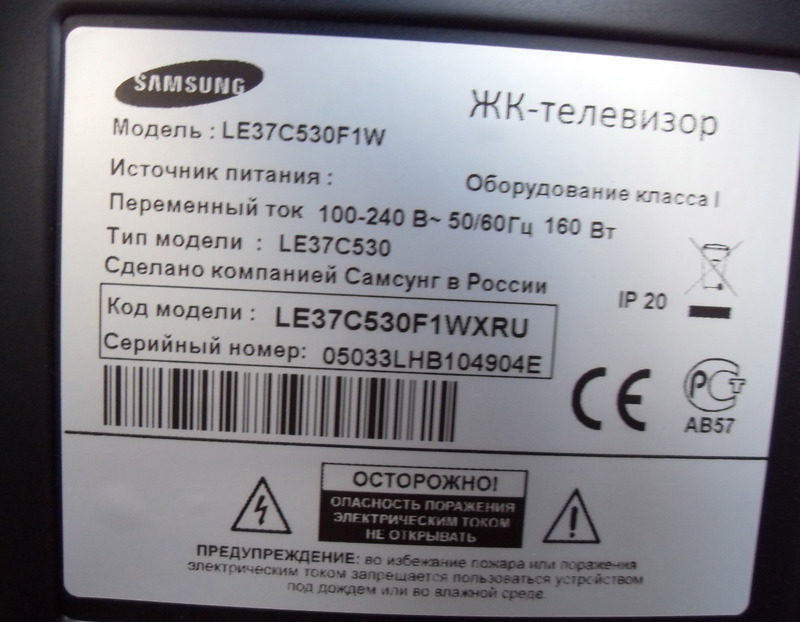 SAMSUNG
ЖК-телевизор
Модель : LE37C530F1W
Источник питания :
Оборудование класса I
Переменный ток 100-240 В~ 50/60Гц 160 Вт
Тип модели : LE37C530
Сделано компанией Самсунг в России
IP 20
Код модели : LE37C530F1WXRU
Серийный номер: 05033LHB104904E
CE
РСТ
АВ57
ОСТОРОЖНО!
ОПАСНОСТЬ ПОРАЖЕНИЯ
ЭЛЕКТРИЧЕСКИМ ТОКОМ
НЕ ОТКРЫВАТЬ
ПРЕДУПРЕЖДЕНИЕ: во избежание пожара или поражения
электрическим током запрещается пользоваться устройством
под дождем или во влажной среде.